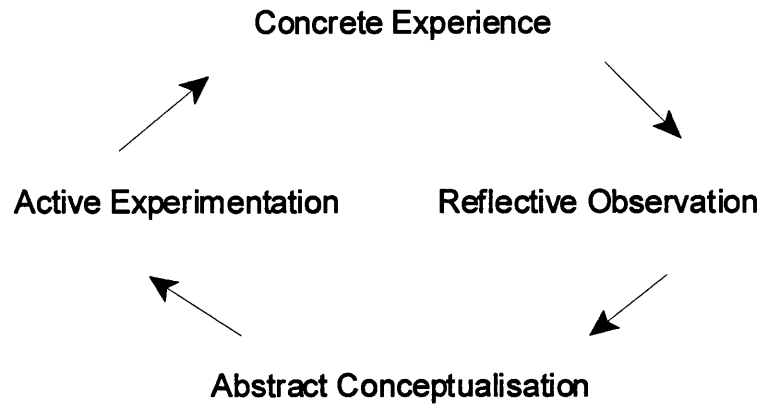 Concrete Experience
Active Experimentation
Reflective Observation
Abstract Conceptualisation